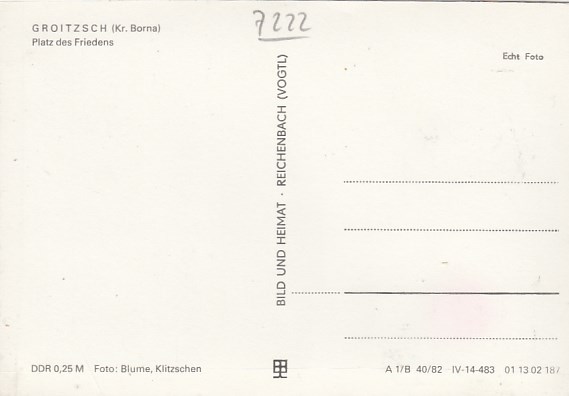 7222
GROITZSCH (Kr. Borna)
Platz des Friedens
Echt Foto
BILD UND HEIMAT · REICHENBACH (VOGTL)
DDR 0,25 M Foto: Blume, Klitzschen
A 1/B 40/82 IV-14-483 01 13 02 187